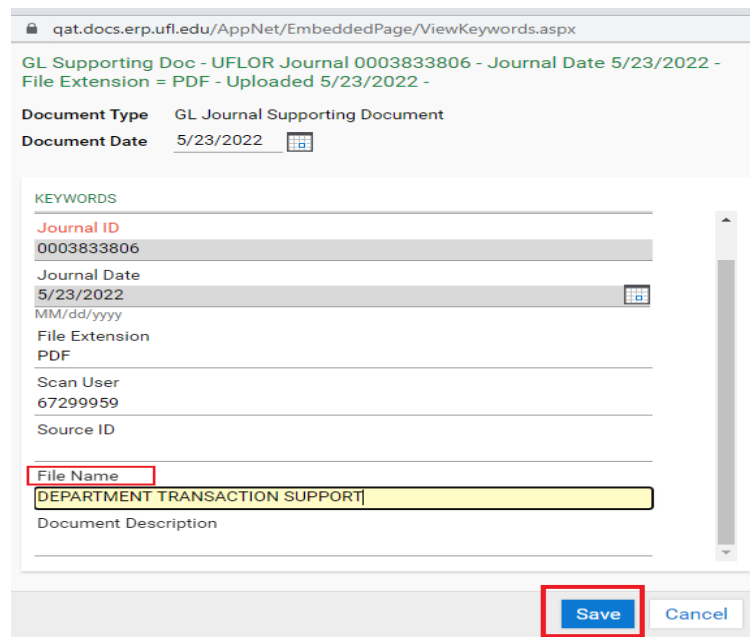 qat.docs.erp.ufl.edu/AppNet/EmbeddedPage/ViewKeywords.aspx
GL Supporting Doc - UFLOR Journal 0003833806 - Journal Date 5/23/2022 -
File Extension = PDF - Uploaded 5/23/2022 -
Document Type GL Journal Supporting Document
Document Date 5/23/2022
KEYWORDS
Journal ID
0003833806
Journal Date
5/23/2022
MM/dd/yyyy
File Extension
PDF
Scan User
67299959
Source ID
File Name
DEPARTMENT TRANSACTION SUPPORT
Document Description
Save Cancel